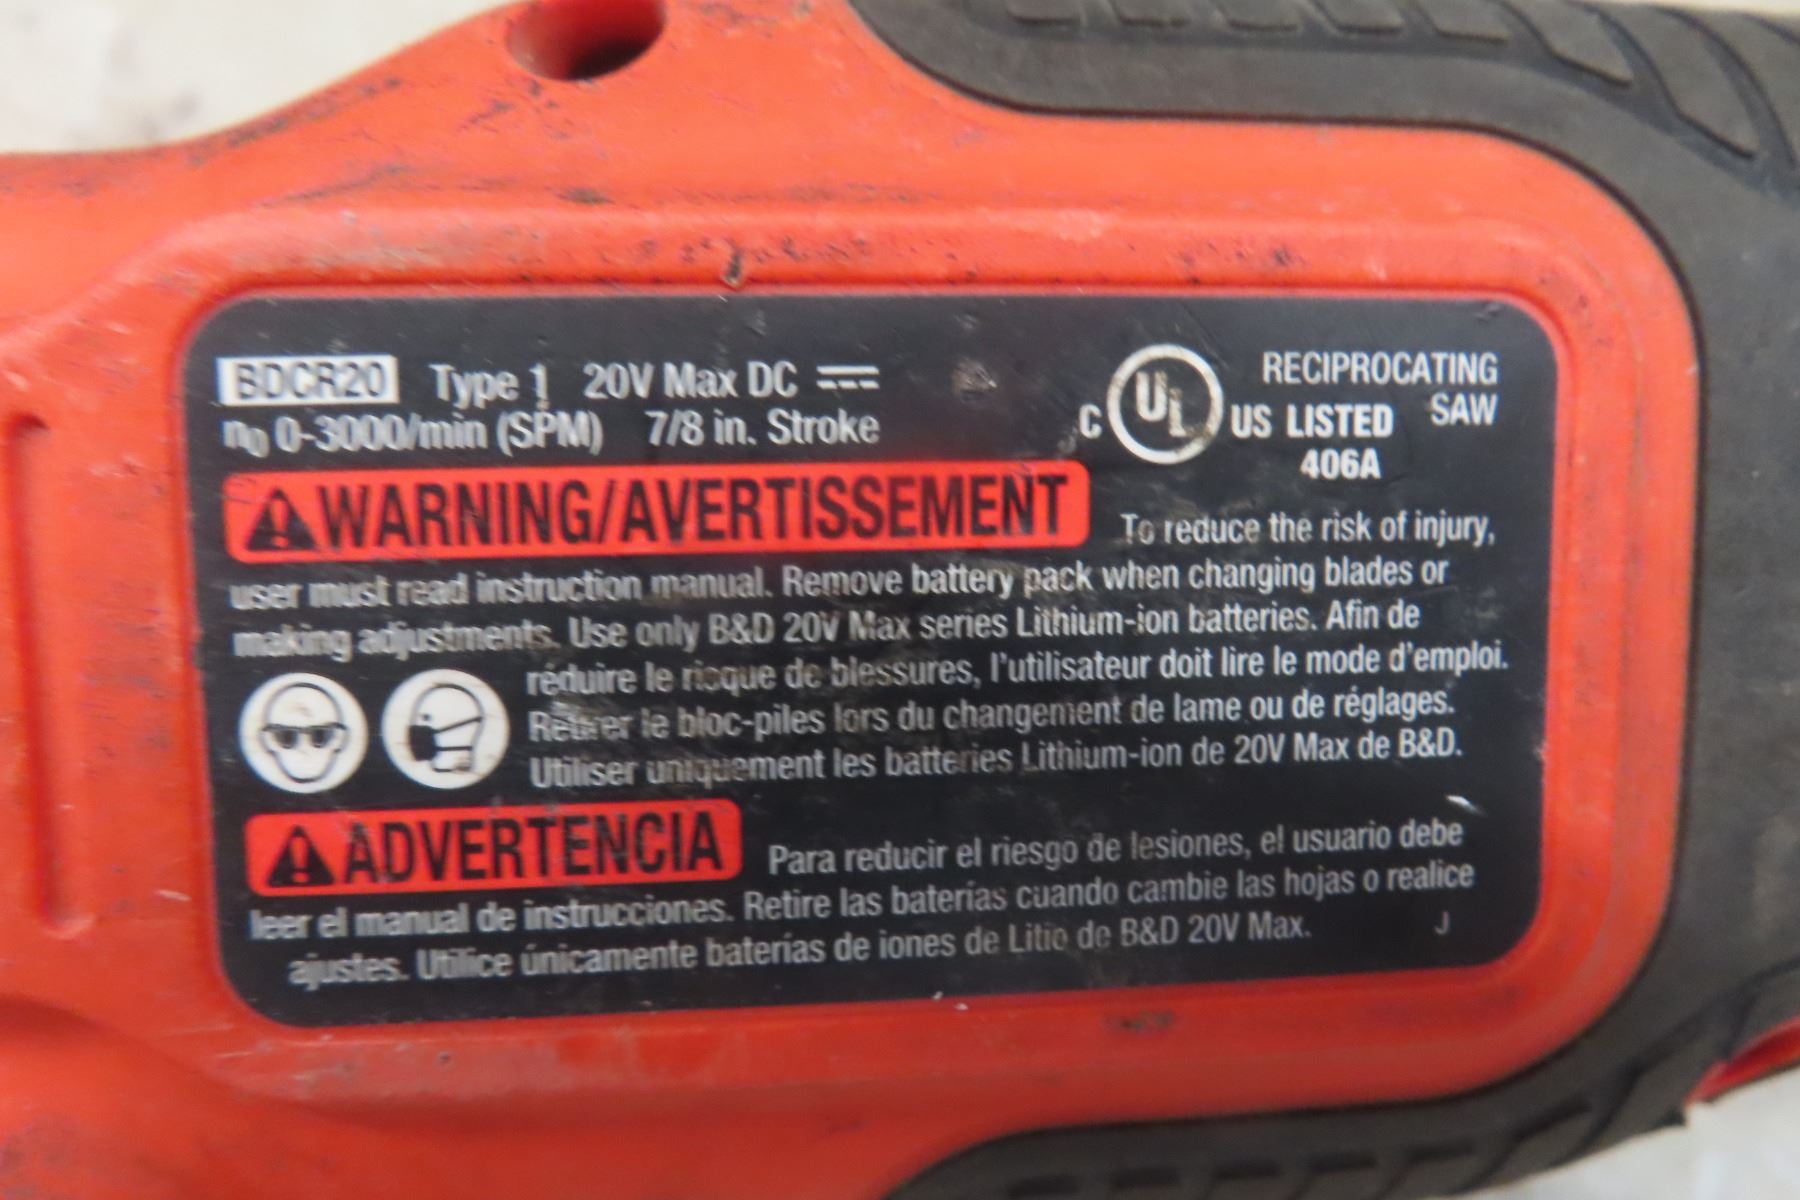 BDCR20 Type 1 20V Max DC
n0 0-3000/min (SPM) 7/8 in. Stroke
C UL US LISTED
406A
RECIPROCATING
SAW
WARNING/AVERTISSEMENT To reduce the risk of injury,
user must read instruction manual. Remove battery pack when changing blades or
making adjustments. Use only B&D 20V Max series Lithium-ion batteries. Afin de
réduire le risque de blessures, l'utilisateur doit lire le mode d'emploi.
Retirer le bloc-piles lors du changement de lame ou de réglages.
Utiliser uniquement les batteries Lithium-ion de 20V Max de B&D.
ADVERTENCIA Para reducir el riesgo de lesiones, el usuario debe
leer el manual de instrucciones. Retire las baterías cuando cambie las hojas o realice
ajustes. Utilice únicamente baterías de iones de Litio de B&D 20V Max. J